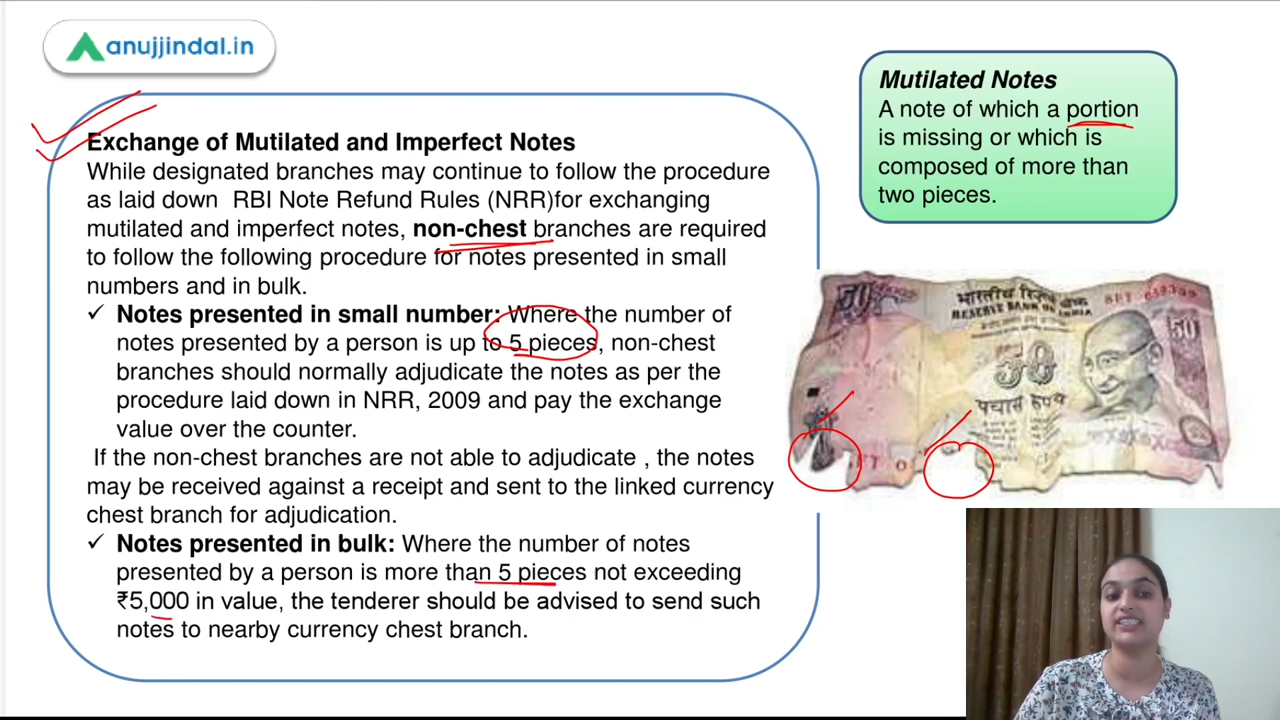 anujjindal.in
Exchange of Mutilated and Imperfect Notes
While designated branches may continue to follow the procedure
as laid down RBI Note Refund Rules (NRR)for exchanging
mutilated and imperfect notes, non-chest branches are required
to follow the following procedure for notes presented in small
numbers and in bulk.
✓ Notes presented in small number: Where the number of
notes presented by a person is up to 5 pieces, non-chest
branches should normally adjudicate the notes as per the
procedure laid down in NRR, 2009 and pay the exchange
value over the counter.
If the non-chest branches are not able to adjudicate , the notes
may be received against a receipt and sent to the linked currency
chest branch for adjudication.
✓ Notes presented in bulk: Where the number of notes
presented by a person is more than 5 pieces not exceeding
₹5,000 in value, the tenderer should be advised to send such
notes to nearby currency chest branch.
Mutilated Notes
A note of which a portion
is missing or which is
composed of more than
two pieces.
50
भारतीय रिज़र्व बैंक
RESERVE BANK OF INDIA
50
50
पचास रुपये